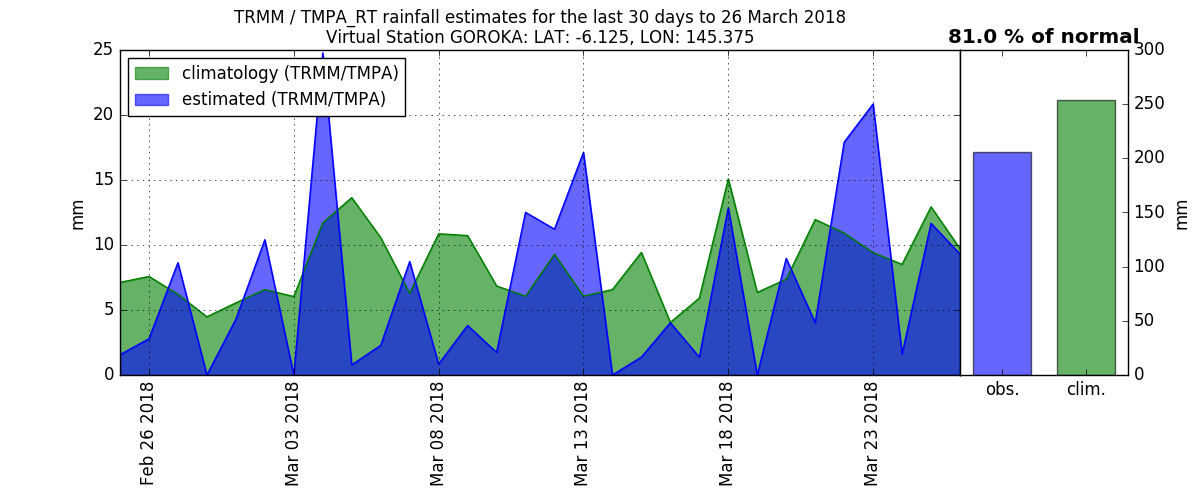 TRMM / TMPA_RT rainfall estimates for the last 30 days to 26 March 2018
Virtual Station GOROKA: LAT: -6.125, LON: 145.375
81.0 % of normal
climatology (TRMM/TMPA)
estimated (TRMM/TMPA)
25
20
15
10
5
0
mm
Feb 26 2018
Mar 03 2018
Mar 08 2018
Mar 13 2018
Mar 18 2018
Mar 23 2018
300
250
200
150
100
50
0
mm
obs.
clim.